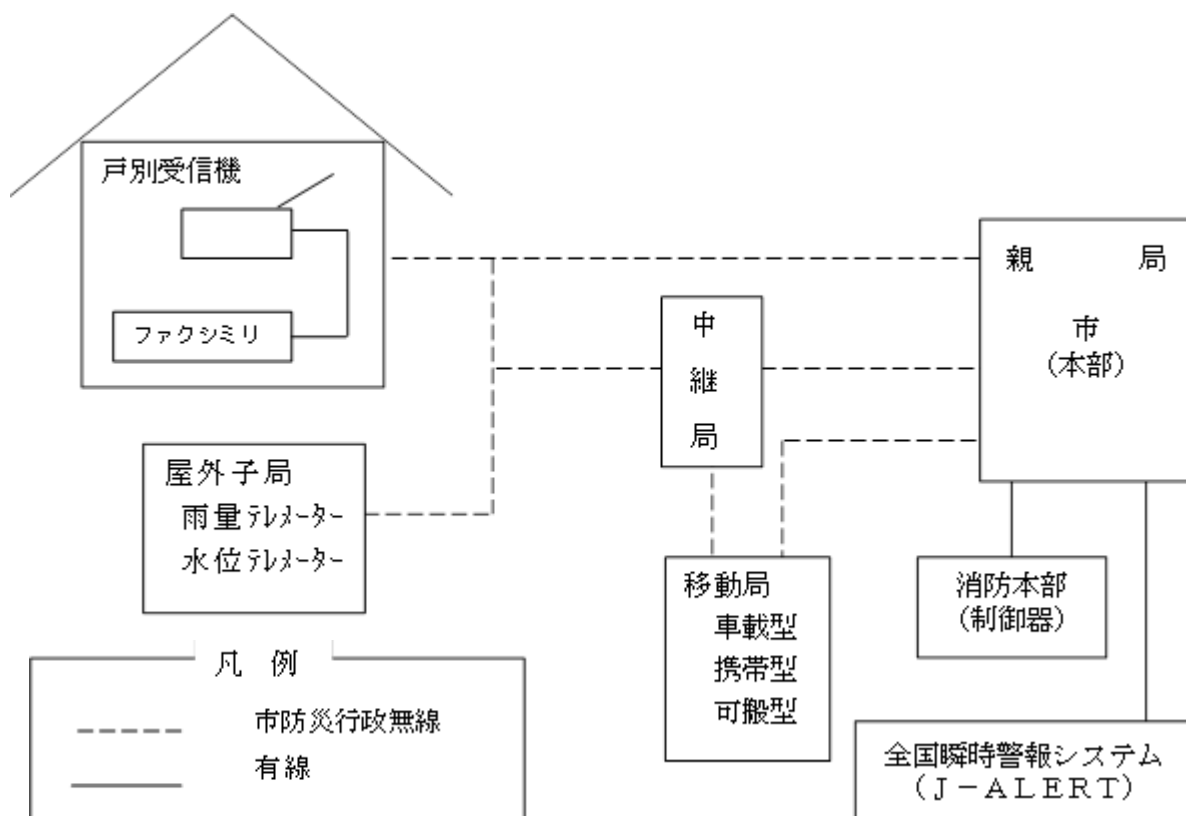 戸別受信機
ファクシミリ
親　　　局
市
（本部）
中
継
局
屋外子局
雨量ﾃﾚﾒｰﾀｰ
水位ﾃﾚﾒｰﾀｰ
移動局
車載型
携帯型
可搬型
消防本部
（制御器）
凡　例
市防災行政無線
有線
全国瞬時警報システム
（Ｊ－ＡＬＥＲＴ）